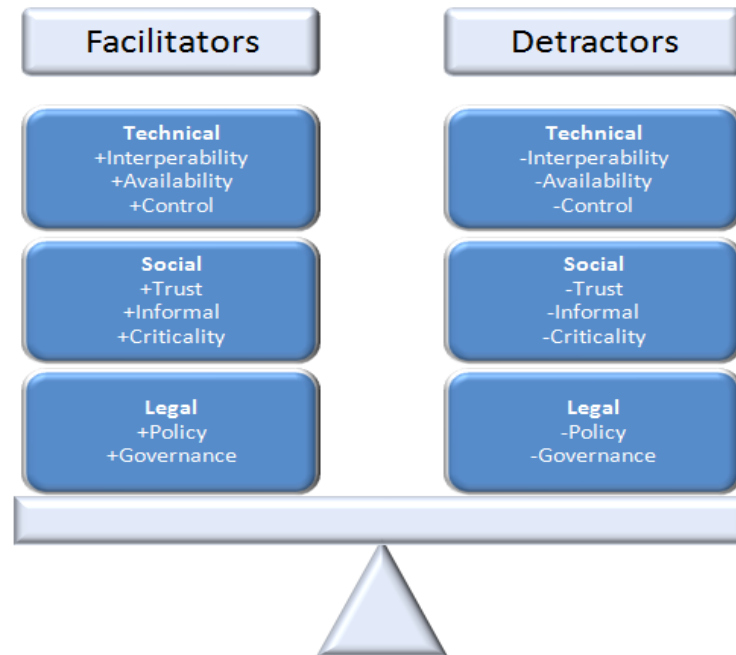 Facilitators
Technical
+Interperability
+Availability
+Control
Social
+Trust
+Informal
+Criticality
Legal
+Policy
+Governance
Detractors
Technical
-Interperability
-Availability
-Control
Social
-Trust
-Informal
-Criticality
Legal
-Policy
-Governance